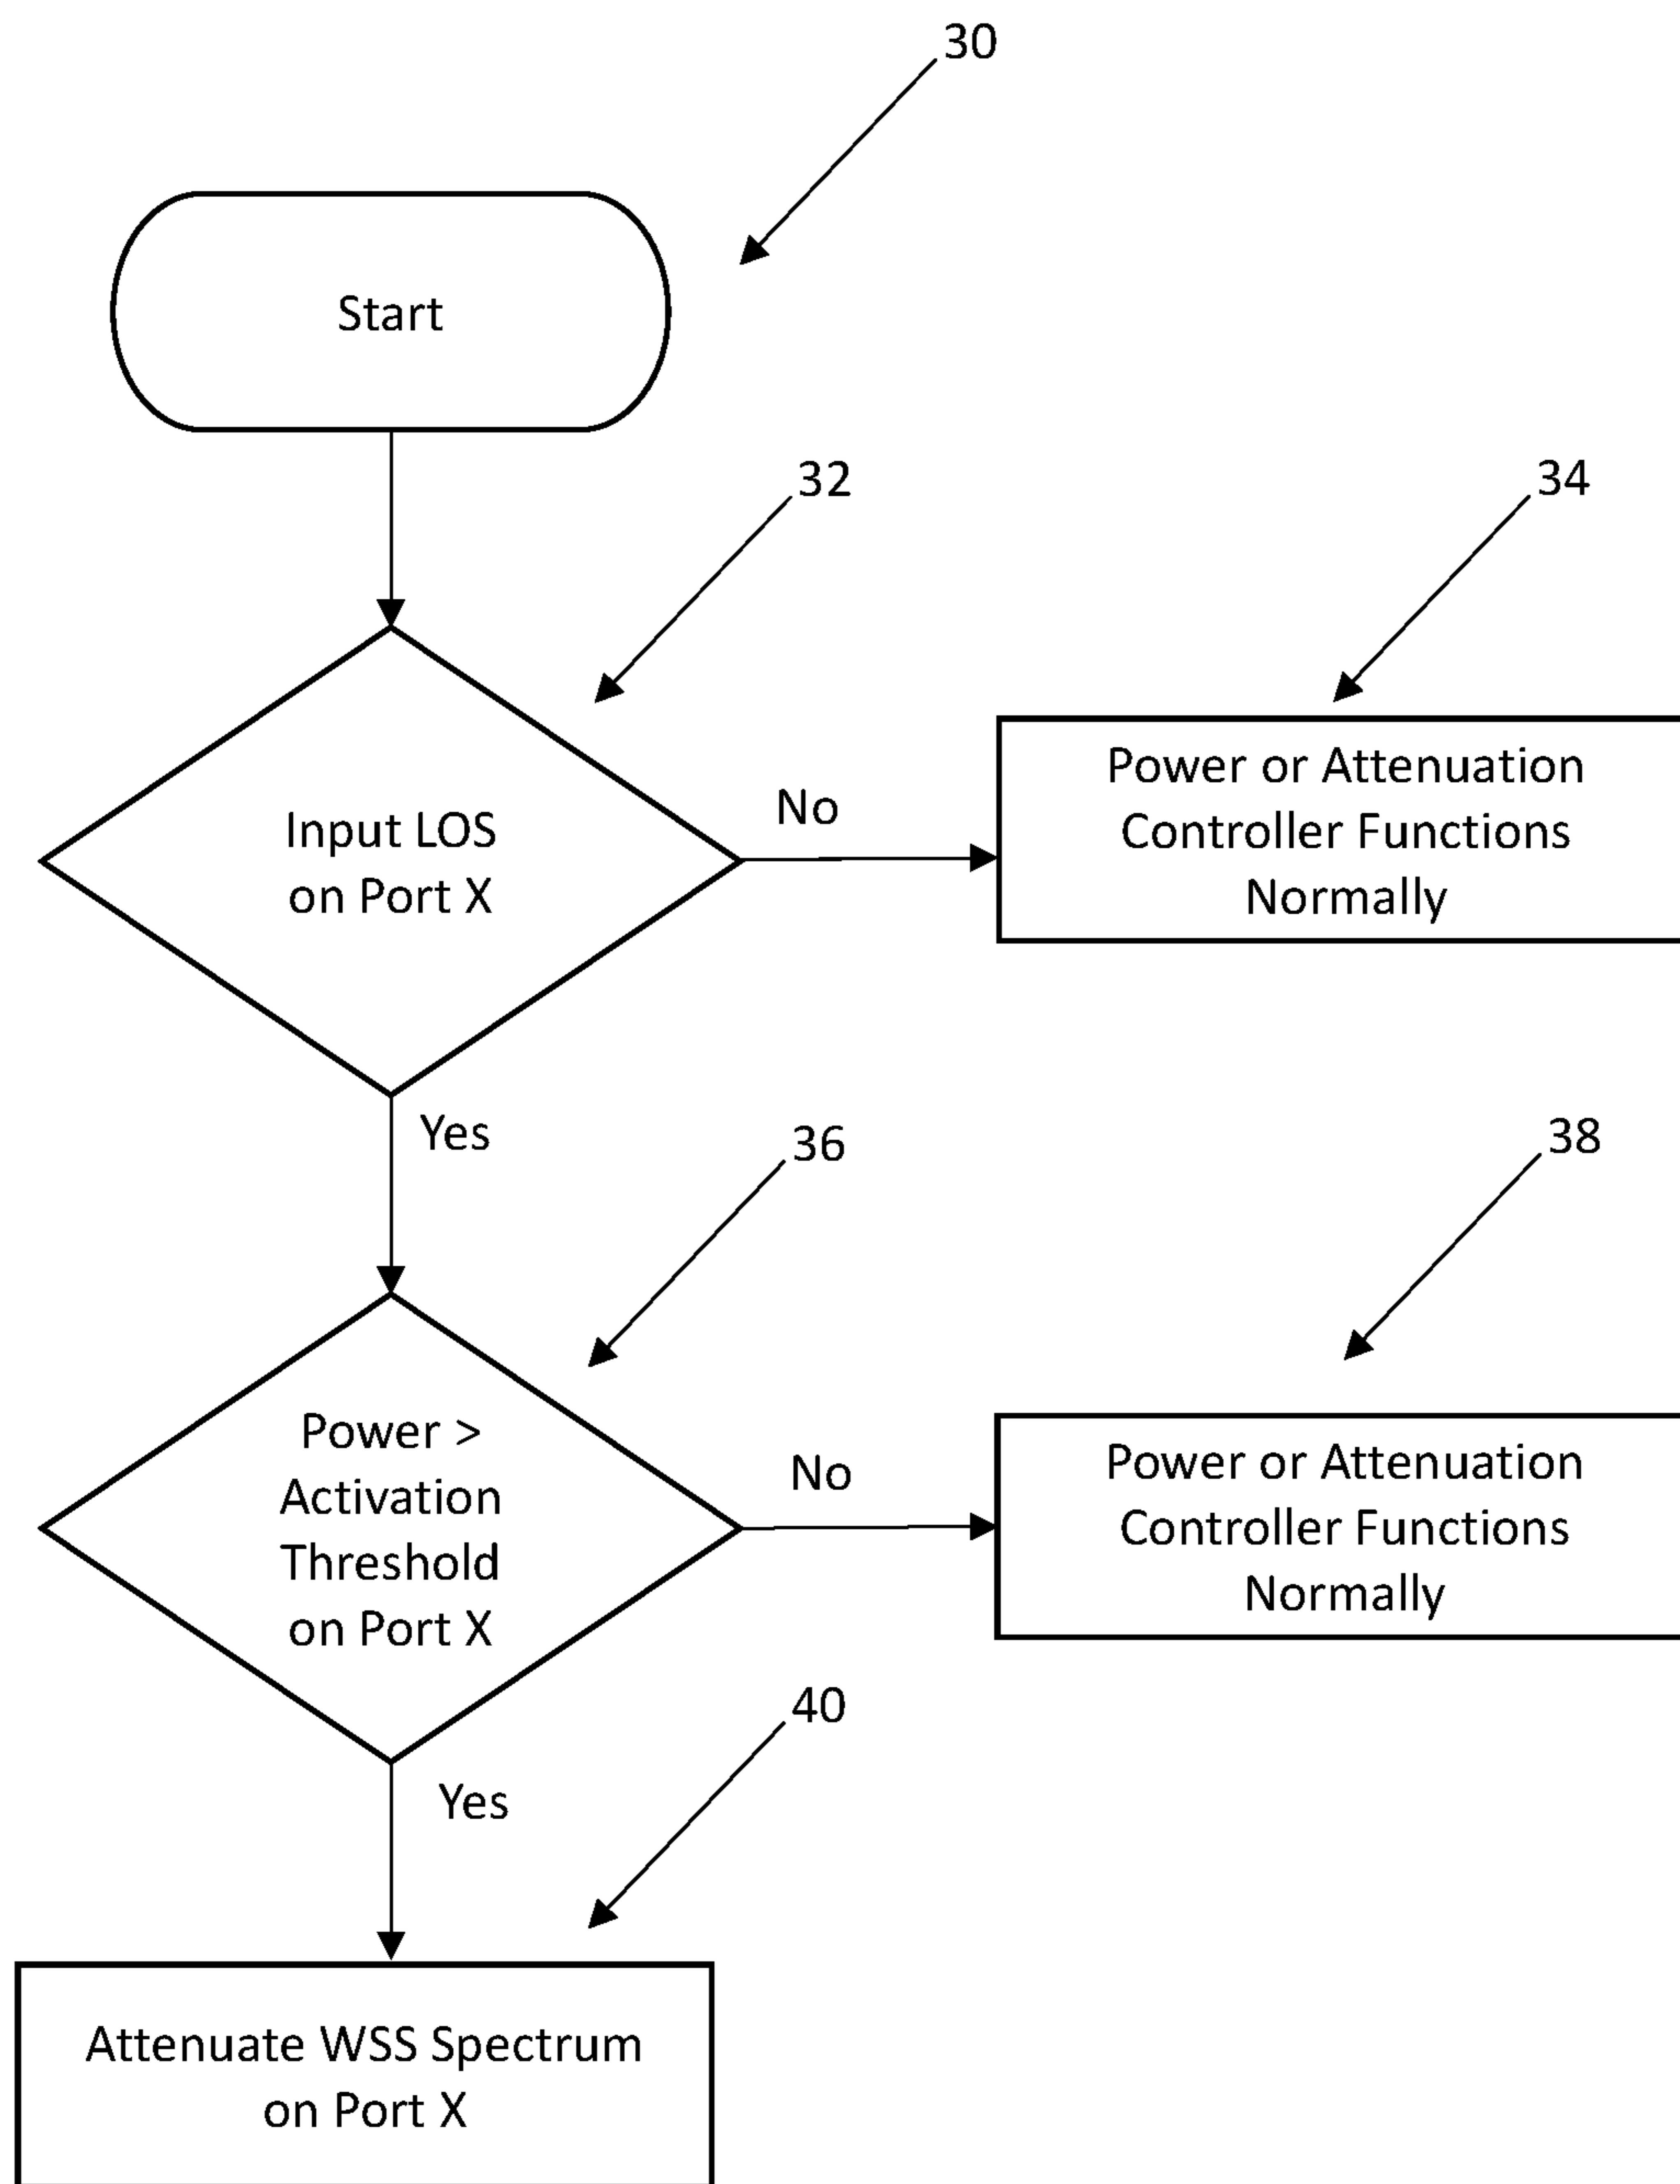 30
Start
32
34
Input LOS
on Port X
No
Power or Attenuation
Controller Functions
Normally
Yes
36
38
Power >
Activation
Threshold
on Port X
No
Power or Attenuation
Controller Functions
Normally
40
Yes
Attenuate WSS Spectrum
on Port X